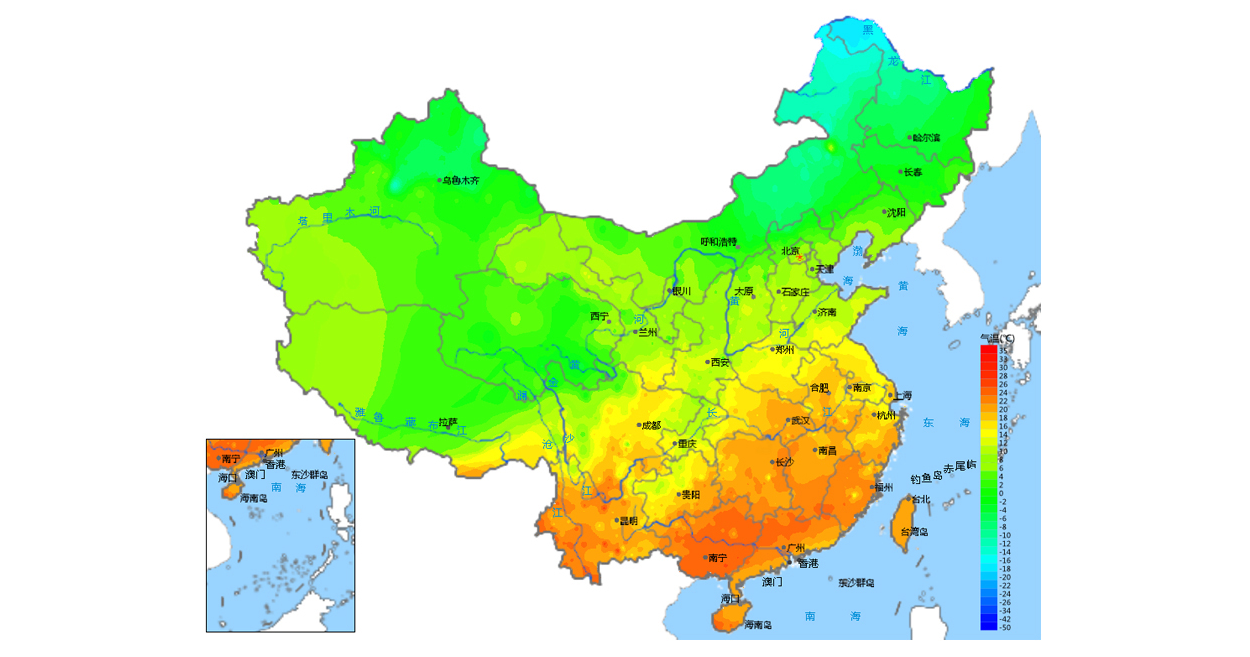 黑
龙
江
哈尔滨
长春
乌鲁木齐
沈阳
塔里木河
呼和浩特
北京
渤
天津
海
黄
银川
太原
石家庄
黄
西宁
河
济南
兰州
河
海
郑州
气温(℃)
西安
黄
金
澜
合肥
南京
上海
雅鲁藏布江
拉萨
长
江
杭州
东海
成都
武汉
沧
沙
重庆
南昌
长沙
赤尾屿
钓鱼岛
江
贵阳
福州
台北
江
昆明
台湾岛
南宁
广州
香港
澳门
东沙群岛
海口
海南岛
南海
广州
南宁
香港
海口
澳门
东沙群岛
南海
海南岛
35
33
30
28
26
24
22
20
18
16
14
12
10
8
6
4
2
0
-2
-4
-6
-8
-10
-12
-14
-16
-18
-20
-22
-24
-26
-34
-42
-50